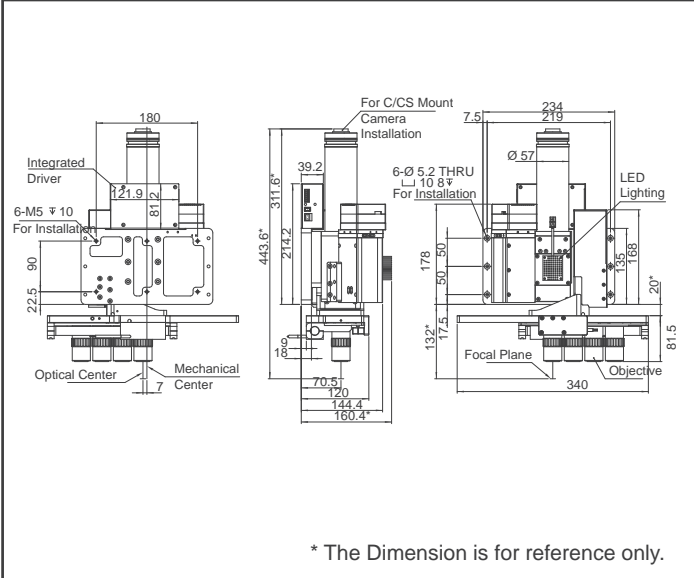 For C/CS Mount
Camera
Installation
180
Integrated
Driver
121.9
81.2
6-M5 ↧ 10
For Installation
90
22.5
Optical Center
Mechanical
Center
7
39.2
311.6*
443.6*
214.2
9
18
70.5
120
144.4
160.4*
234
7.5
219
Ø 57
6-Ø 5.2 THRU
⌴ 10 8↧
For Installation
LED
Lighting
178
50
50
17.5
132*
135
168
20*
81.5
Focal Plane
Objective
340
* The Dimension is for reference only.